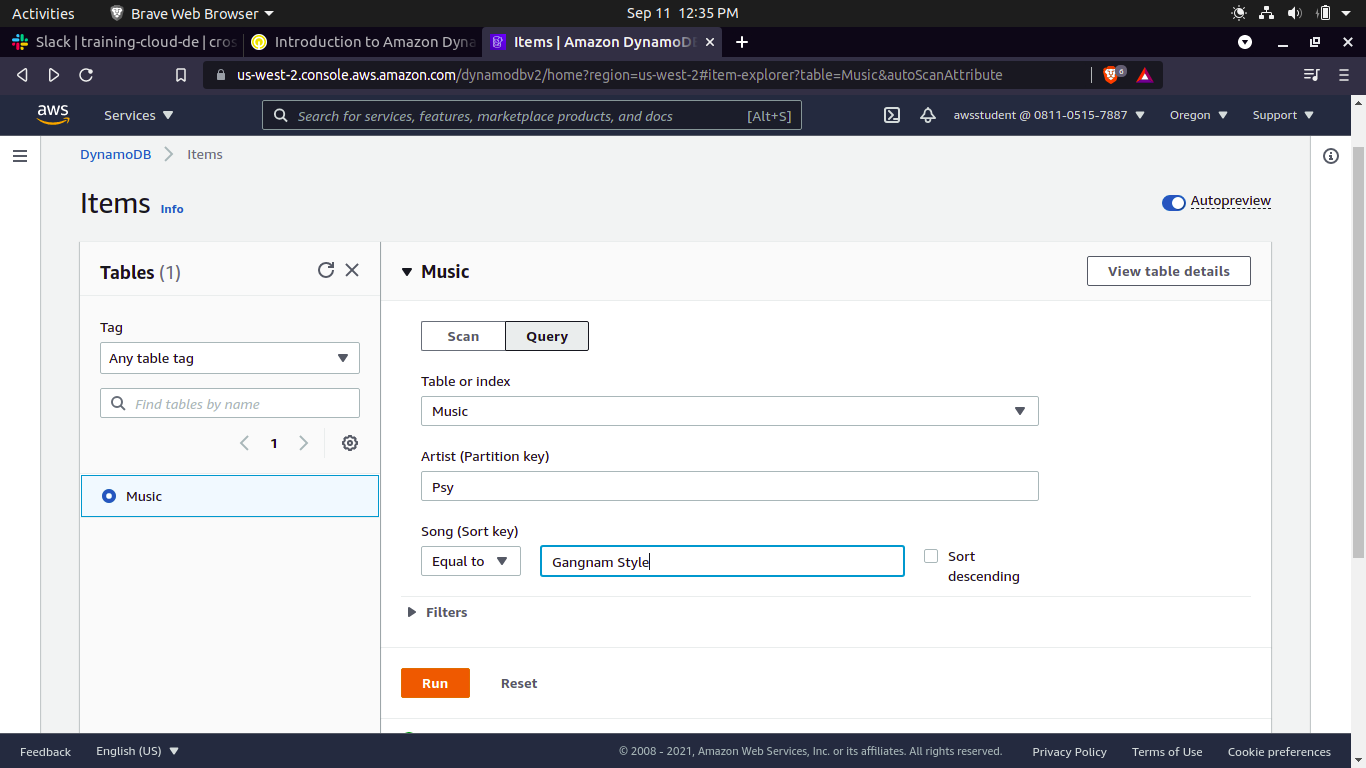 Activities
Brave Web Browser
Sep 11 12:35 PM
Slack | training-cloud-de | cros
Introduction to Amazon Dyna
Items | Amazon DynamoDB
us-west-2.console.aws.amazon.com/dynamodbv2/home?region=us-west-2#item-explorer?table=Music&autoScanAttribute
6
aws
Services
Search for services, features, marketplace products, and docs
[Alt+S]
awsstudent @ 0811-0515-7887
Oregon
Support
DynamoDB
Items
Items
Info
Autopreview
Tables (1)
Tag
Any table tag
Find tables by name
1
Music
Music
View table details
Scan
Query
Table or index
Music
Artist (Partition key)
Psy
Song (Sort key)
Equal to
Gangnam Style
Sort
descending
Filters
Run
Reset
Feedback
English (US)
© 2008 - 2021, Amazon Web Services, Inc. or its affiliates. All rights reserved.
Privacy Policy
Terms of Use
Cookie preferences